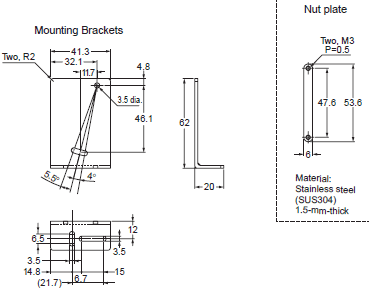 Nut plate
Mounting Brackets
Two, R2
41.3
32.1
11.7
4.8
3.5 dia.
46.1
62
5.5°
4°
20
Two, M3
P=0.5
47.6
53.6
6
Material:
Stainless steel
(SUS304)
1.5-mm-thick
12
6.5
3.5
3.5
14.8
15
(21.7)
6.7